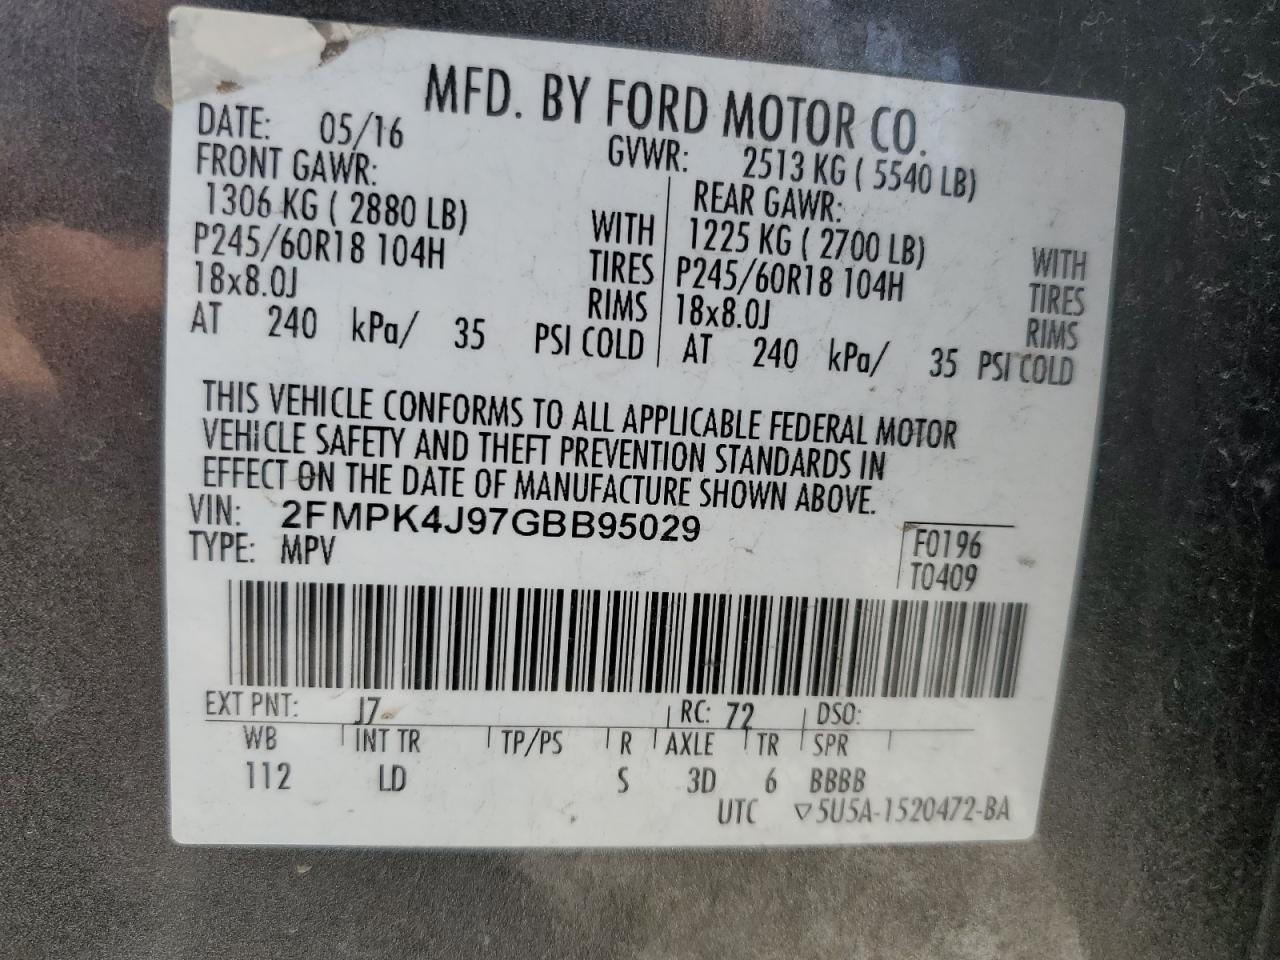 MFD. BY FORD MOTOR CO.
DATE: 05/16 GVWR: 2513 KG ( 5540 LB)
FRONT GAWR: REAR GAWR:
1306 KG ( 2880 LB) WITH 1225 KG ( 2700 LB) WITH
P245/60R18 104H TIRES P245/60R18 104H TIRES
18x8.0J RIMS 18x8.0J RIMS
AT 240 kPa/ 35 PSI COLD AT 240 kPa/ 35 PSI COLD
THIS VEHICLE CONFORMS TO ALL APPLICABLE FEDERAL MOTOR
VEHICLE SAFETY AND THEFT PREVENTION STANDARDS IN
EFFECT ON THE DATE OF MANUFACTURE SHOWN ABOVE.
VIN: 2FMPK4J97GBB95029
TYPE: MPV
F0196
T0409
EXT PNT: J7 RC: 72 DSO:
WB INT TR TP/PS R AXLE TR SPR
112 LD S 3D 6 BBBB
UTC ▽5U5A-1520472-BA